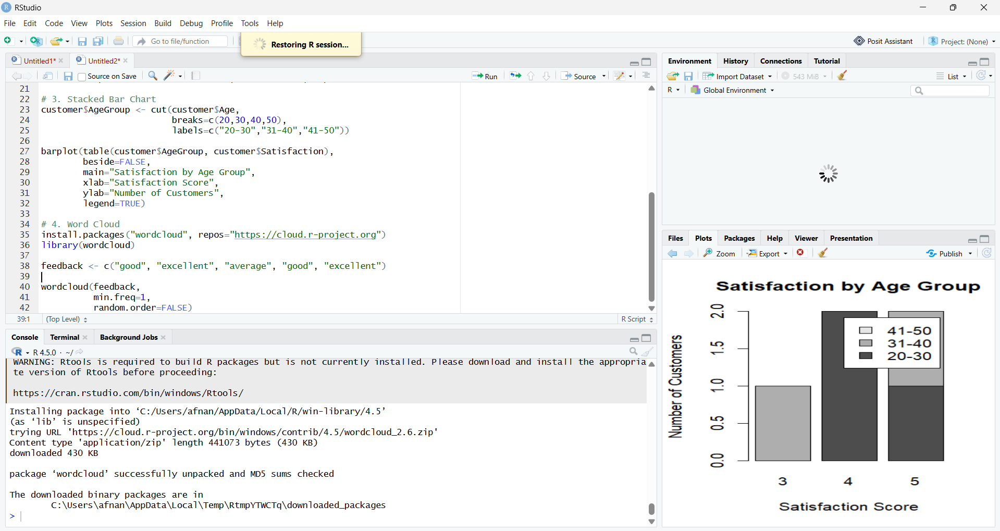 RStudio
File Edit Code View Plots Session Build Debug Profile Tools Help
Go to file/function
Restoring R session...
Posit Assistant
Project: (None)
Untitled1*
Untitled2*
Source on Save
Run
Source
21
22 # 3. Stacked Bar Chart
23 customer$AgeGroup <- cut(customer$Age,
24 breaks=c(20,30,40,50),
25 labels=c("20-30","31-40","41-50"))
26
27 barplot(table(customer$AgeGroup, customer$Satisfaction),
28 beside=FALSE,
29 main="Satisfaction by Age Group",
30 xlab="Satisfaction Score",
31 ylab="Number of Customers",
32 legend=TRUE)
33
34 # 4. Word Cloud
35 install.packages("wordcloud", repos="https://cloud.r-project.org")
36 library(wordcloud)
37
38 feedback <- c("good", "excellent", "average", "good", "excellent")
39
40 wordcloud(feedback,
41 min.freq=1,
42 random.order=FALSE)
39:1 (Top Level) R Script
Console Terminal Background Jobs
R 4.5.0 · ~/
WARNING: Rtools is required to build R packages but is not currently installed. Please download and install the appropria
te version of Rtools before proceeding:
https://cran.rstudio.com/bin/windows/Rtools/
Installing package into ‘C:/Users/afnan/AppData/Local/R/win-library/4.5’
(as ‘lib’ is unspecified)
trying URL 'https://cloud.r-project.org/bin/windows/contrib/4.5/wordcloud_2.6.zip'
Content type 'application/zip' length 441073 bytes (430 KB)
downloaded 430 KB
package ‘wordcloud’ successfully unpacked and MD5 sums checked
The downloaded binary packages are in
C:\Users\afnan\AppData\Local\Temp\RtmpYTWCTq\downloaded_packages
>
Environment History Connections Tutorial
Import Dataset 543 MiB List
R Global Environment
Files Plots Packages Help Viewer Presentation
Zoom Export Publish
Satisfaction by Age Group
Number of Customers
2.0
1.5
1.0
0.5
0.0
41-50
31-40
20-30
3 4 5
Satisfaction Score